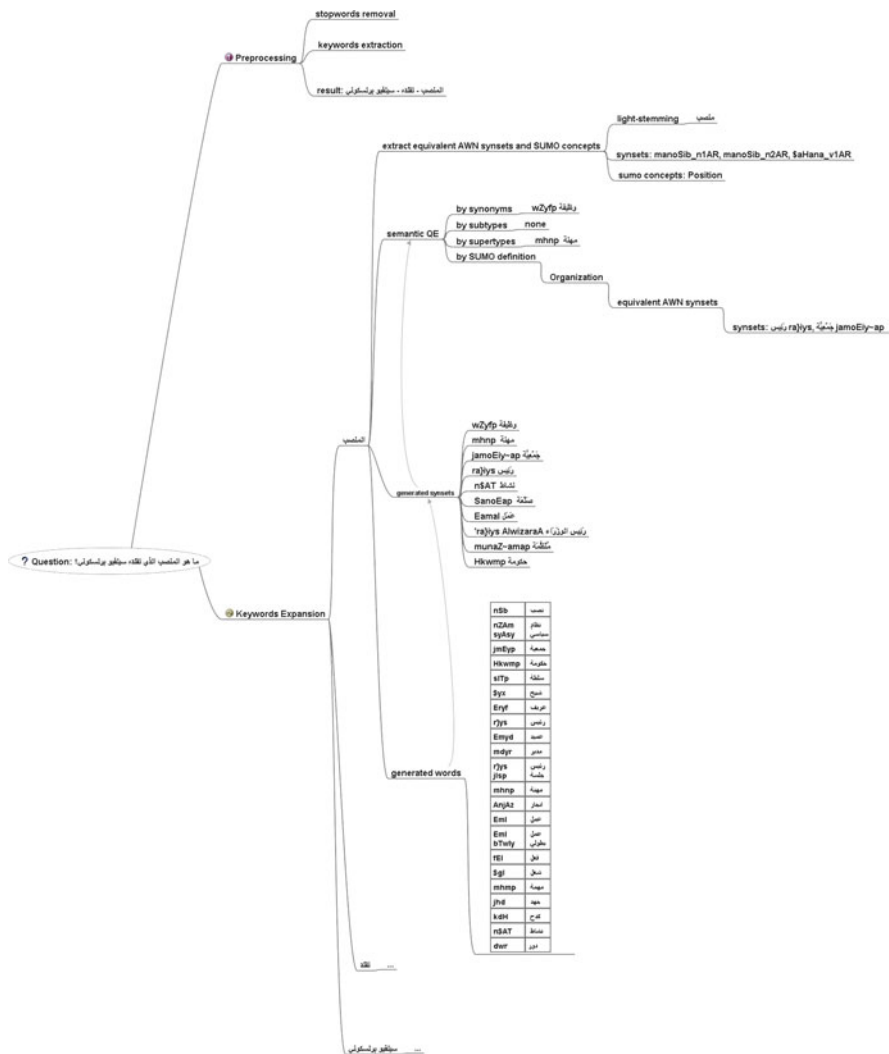 stopwords removal
keywords extraction
Preprocessing
result: المنصب - تقلده - سيلفيو برلسكوني
light-stemming منصب
extract equivalent AWN synsets and SUMO concepts
synsets: manoSib_n1AR, manoSib_n2AR, $aHana_v1AR
sumo concepts: Position
by synonyms wZyfp وظيفة
by subtypes none
semantic QE
by supertypes mhnp مهنة
by SUMO definition
Organization
equivalent AWN synsets
synsets: رَئِيس ra}iys, جَمْعِيَّة jamoEiy~ap
المنصب
wZyfp وظيفة
mhnp مهنة
jamoEiy~ap جَمْعِيَّة
ra}iys رَئِيس
generated synsets
n$AT نشاط
SanoEap صَنْعَة
Eamal عَمَل
'ra}iys AlwizaraA رَئِيس الوِزَرَاء
munaZ~amap مُنَظَّمَة
Hkwmp حكومة
? Question: ما هو المنصب الذي تقلده سيلفيو برلسكوني؟
Keywords Expansion
nSb نصب
nZAm نظام
syAsy سياسي
jmEyp جمعية
Hkwmp حكومة
slTp سلطة
$yx شيخ
Eryf عريف
r}ys رئيس
Emyd عميد
mdyr مدير
generated words
r}ys رئيس
jlsp جلسة
mhnp مهنة
AnjAz انجاز
Eml عمل
Eml عمل
bTwly بطولي
fEl فعل
$gl شغل
mhmp مهمة
jhd جهد
kdH كدح
n$AT نشاط
dwr دور
تقلد ...
سيلفيو برلسكوني ...